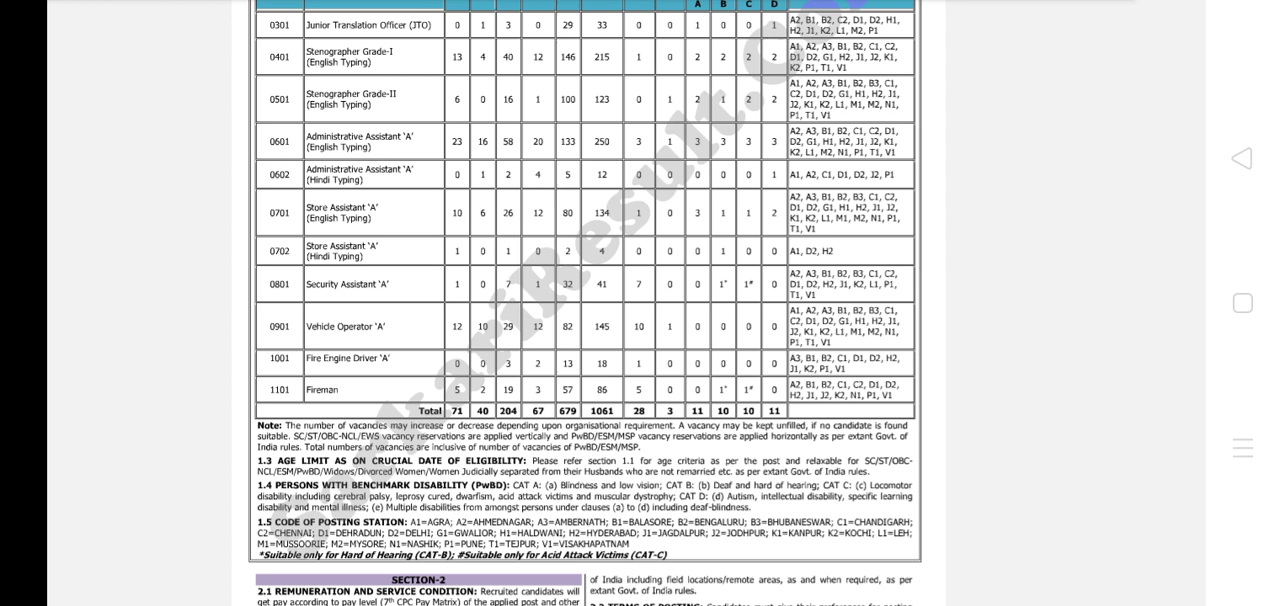 A B C D
0301 Junior Translation Officer (JTO) 0 1 3 0 29 33 0 0 1 0 0 1 A2, B1, B2, C2, D1, D2, H1,
H2, J1, K2, L1, M2, P1
0401 Stenographer Grade-I
(English Typing) 13 4 40 12 146 215 1 0 2 2 2 2 A1, A2, A3, B1, B2, C1, C2,
D1, D2, G1, H2, J1, J2, K1,
K2, P1, T1, V1
0501 Stenographer Grade-II
(English Typing) 6 0 16 1 100 123 0 1 2 1 2 2 A1, A2, A3, B1, B2, B3, C1,
C2, D1, D2, G1, H1, H2, J1,
J2, K1, K2, L1, M1, M2, N1,
P1, T1, V1
0601 Administrative Assistant 'A'
(English Typing) 23 16 58 20 133 250 3 1 3 3 3 3 A2, A3, B1, B2, C1, C2, D1,
D2, G1, H1, H2, J1, J2, K1,
K2, L1, M2, N1, P1, T1, V1
0602 Administrative Assistant 'A'
(Hindi Typing) 0 1 2 4 5 12 0 0 0 0 0 1 A1, A2, C1, D1, D2, J2, P1
0701 Store Assistant 'A'
(English Typing) 10 6 26 12 80 134 1 0 3 1 1 2 A2, A3, B1, B2, B3, C1, C2,
D1, D2, G1, H1, H2, J1, J2,
K1, K2, L1, M1, M2, N1, P1,
T1, V1
0702 Store Assistant 'A'
(Hindi Typing) 1 0 1 0 2 4 0 0 0 1 0 0 A1, D2, H2
0801 Security Assistant 'A' 1 0 7 1 32 41 7 0 0 1* 1# 0 A2, A3, B1, B2, B3, C1, C2,
D1, D2, H2, J1, K2, L1, P1,
T1, V1
0901 Vehicle Operator 'A' 12 10 29 12 82 145 10 1 0 0 0 0 A1, A2, A3, B1, B2, B3, C1,
C2, D1, D2, G1, H1, H2, J1,
J2, K1, K2, L1, M1, M2, N1,
P1, T1, V1
1001 Fire Engine Driver 'A' 0 0 3 2 13 18 1 0 0 0 0 0 A3, B1, B2, C1, D1, D2, H2,
J1, K2, P1, V1
1101 Fireman 5 2 19 3 57 86 5 0 0 1* 1# 0 A2, B1, B2, C1, C2, D1, D2,
H2, J1, J2, K2, N1, P1, V1
Total 71 40 204 67 679 1061 28 3 11 10 10 11
Note: The number of vacancies may increase or decrease depending upon organisational requirement. A vacancy may be kept unfilled, if no candidate is found
suitable. SC/ST/OBC-NCL/EWS vacancy reservations are applied vertically and PwBD/ESM/MSP vacancy reservations are applied horizontally as per extant Govt. of
India rules. Total numbers of vacancies are inclusive of number of vacancies of PwBD/ESM/MSP.
1.3 AGE LIMIT AS ON CRUCIAL DATE OF ELIGIBILITY: Please refer section 1.1 for age criteria as per the post and relaxable for SC/ST/OBC-
NCL/ESM/PwBD/Widows/Divorced Women/Women Judicially separated from their Husbands who are not remarried etc. as per extant Govt. of India rules.
1.4 PERSONS WITH BENCHMARK DISABILITY (PwBD): CAT A: (a) Blindness and low vision; CAT B: (b) Deaf and hard of hearing; CAT C: (c) Locomotor
disability including cerebral palsy, leprosy cured, dwarfism, acid attack victims and muscular dystrophy; CAT D: (d) Autism, intellectual disability, specific learning
disability and mental illness; (e) Multiple disabilities from amongst persons under clauses (a) to (d) including deaf-blindness.
1.5 CODE OF POSTING STATION: A1=AGRA; A2=AHMEDNAGAR; A3=AMBERNATH; B1=BALASORE; B2=BENGALURU; B3=BHUBANESWAR; C1=CHANDIGARH;
C2=CHENNAI; D1=DEHRADUN; D2=DELHI; G1=GWALIOR; H1=HALDWANI; H2=HYDERABAD; J1=JAGDALPUR; J2=JODHPUR; K1=KANPUR; K2=KOCHI; L1=LEH;
M1=MUSSOORIE; M2=MYSORE; N1=NASHIK; P1=PUNE; T1=TEJPUR; V1=VISAKHAPATNAM
*Suitable only for Hard of Hearing (CAT-B); #Suitable only for Acid Attack Victims (CAT-C)
SECTION-2
2.1 REMUNERATION AND SERVICE CONDITION: Recruited candidates will
get pay according to pay level (7th CPC Pay Matrix) of the applied post and other
of India including field locations/remote areas, as and when required, as per
extant Govt. of India rules.